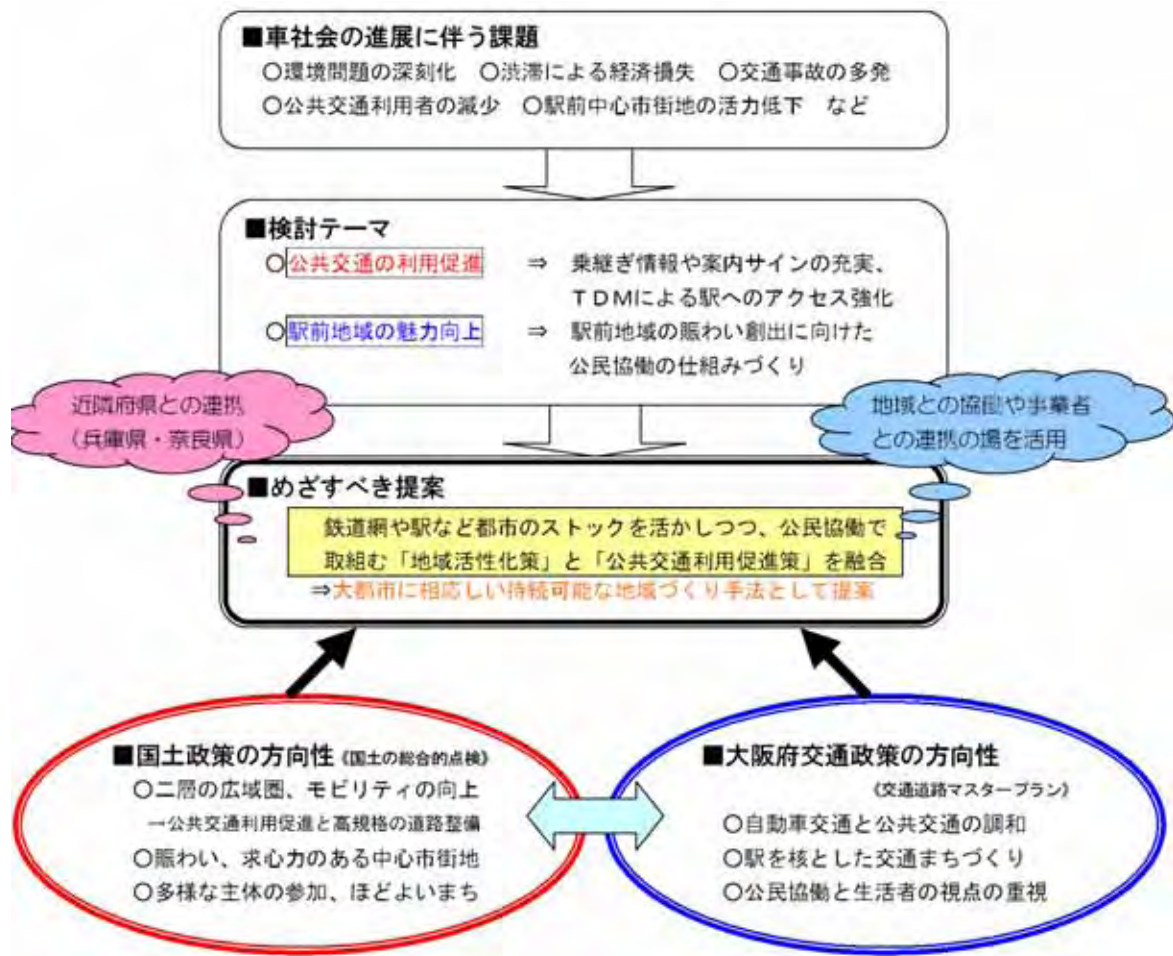 ■車社会の進展に伴う課題
○環境問題の深刻化 ○渋滞による経済損失 ○交通事故の多発
○公共交通利用者の減少 ○駅前中心市街地の活力低下 など
■検討テーマ
○公共交通の利用促進 ⇒ 乗継ぎ情報や案内サインの充実、
TDMによる駅へのアクセス強化
○駅前地域の魅力向上 ⇒ 駅前地域の賑わい創出に向けた
公民協働の仕組みづくり
近隣府県との連携
(兵庫県・奈良県)
地域との協働や事業者
との連携の場を活用
■めざすべき提案
鉄道網や駅など都市のストックを活かしつつ、公民協働で
取組む「地域活性化策」と「公共交通利用促進策」を融合
⇒大都市に相応しい持続可能な地域づくり手法として提案
■国土政策の方向性《国土の総合的点検》
○二層の広域圏、モビリティの向上
→公共交通利用促進と高規格の道路整備
○賑わい、求心力のある中心市街地
○多様な主体の参加、ほどよいまち
■大阪府交通政策の方向性
《交通道路マスタープラン》
○自動車交通と公共交通の調和
○駅を核とした交通まちづくり
○公民協働と生活者の視点の重視